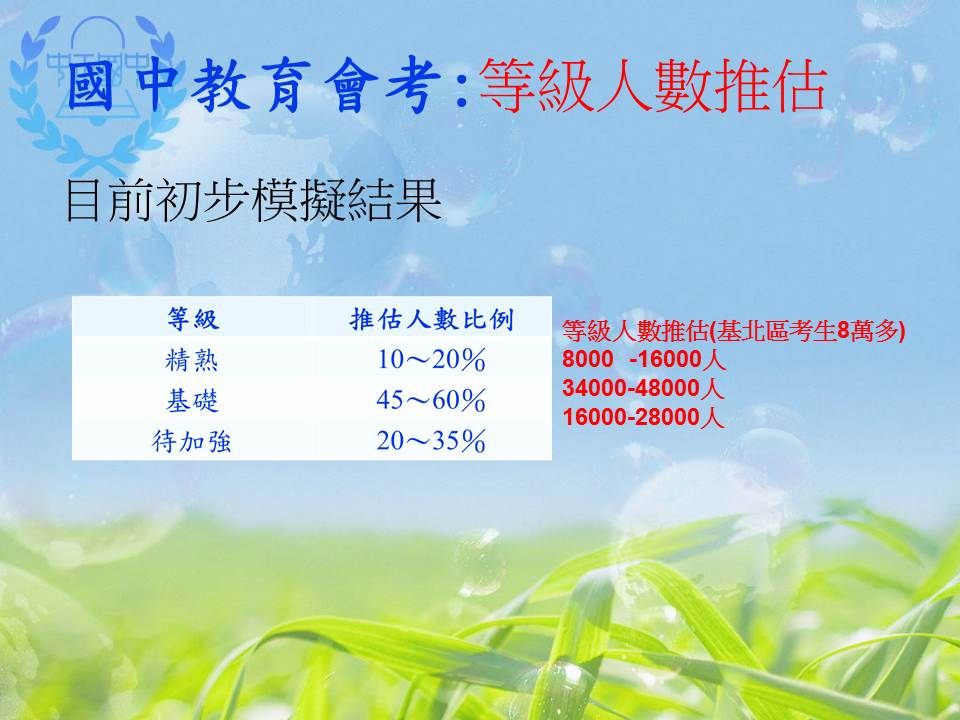 國中教育會考:等級人數推估
目前初步模擬結果
等級 推估人數比例
精熟 10～20%
基礎 45～60%
待加強 20～35%
等級人數推估(基北區考生8萬多)
8000 -16000人
34000-48000人
16000-28000人